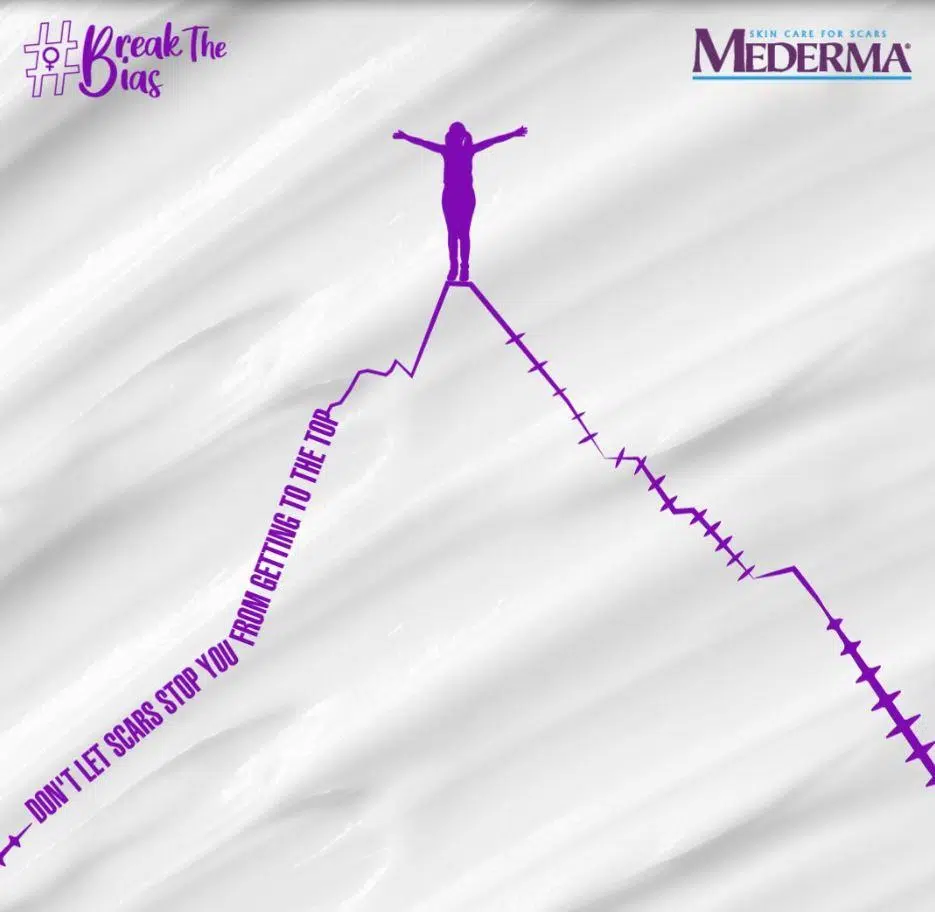 #Break The
Bias
SKIN CARE FOR SCARS
MEDERMA®
DON'T LET SCARS STOP YOU FROM GETTING TO THE TOP